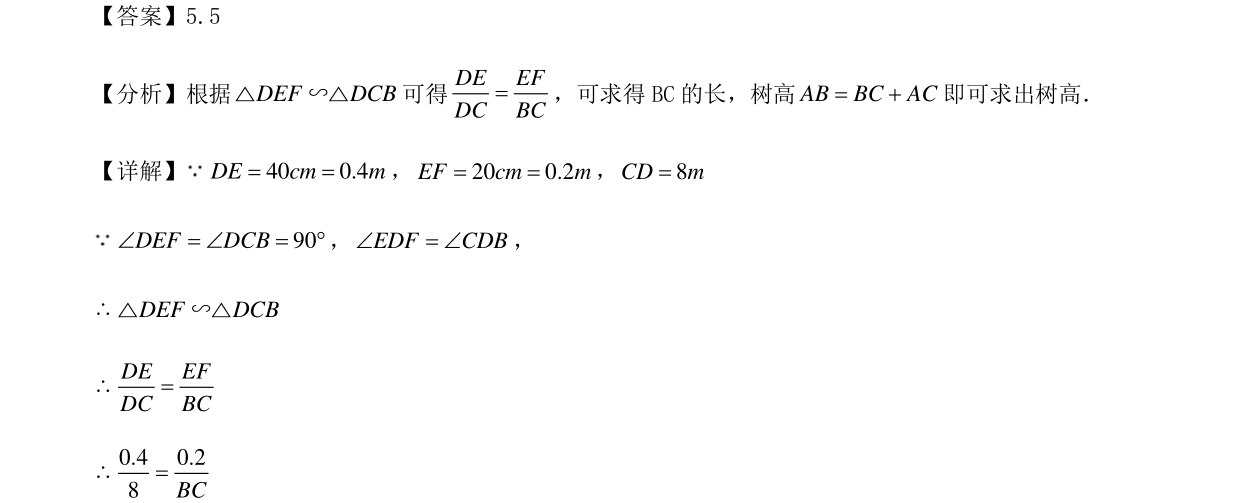 【答案】5.5
【分析】根据△DEF∽△DCB可得DE/DC=EF/BC，可求得BC的长，树高AB=BC+AC即可求出树高.
【详解】∵DE=40cm=0.4m，EF=20cm=0.2m，CD=8m
∵∠DEF=∠DCB=90°，∠EDF=∠CDB，
∴△DEF∽△DCB
∴DE/DC=EF/BC
∴0.4/8=0.2/BC